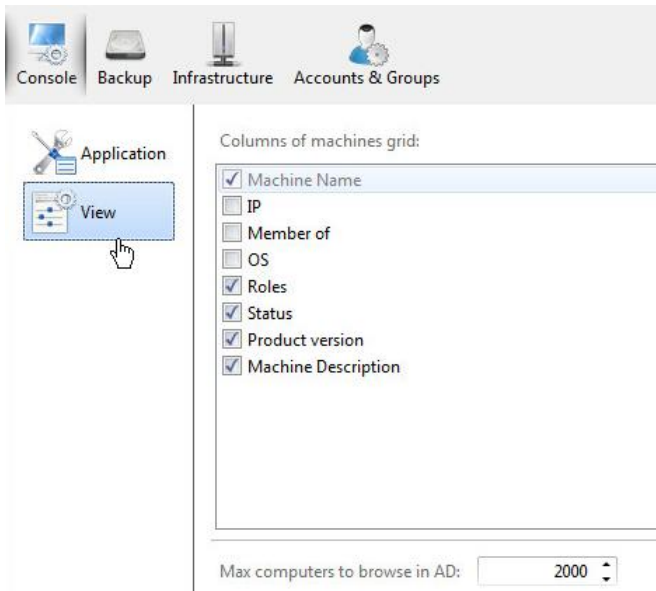 Console Backup Infrastructure Accounts & Groups
Application
View
Columns of machines grid:
Machine Name
IP
Member of
OS
Roles
Status
Product version
Machine Description
Max computers to browse in AD: 2000